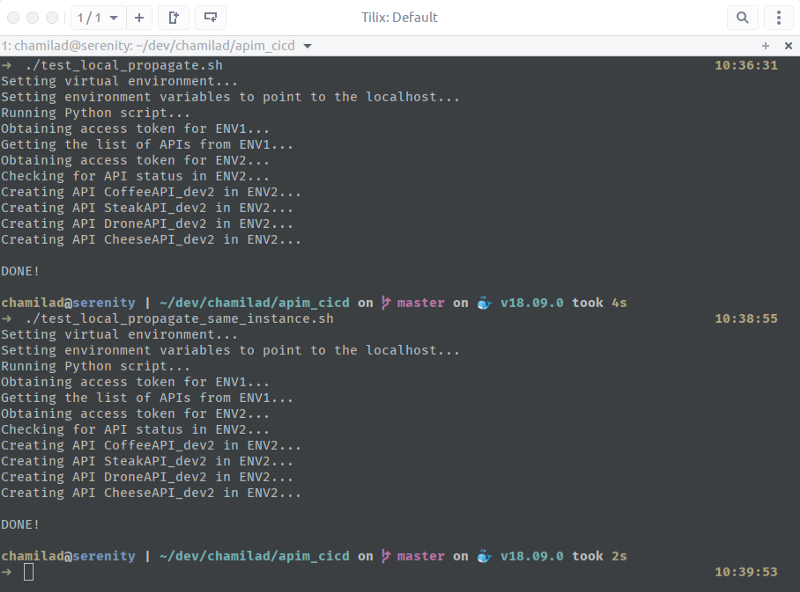 1 / 1
Tilix: Default
1: chamilad@serenity: ~/dev/chamilad/apim_cicd
→ ./test_local_propagate.sh 10:36:31
Setting virtual environment...
Setting environment variables to point to the localhost...
Running Python script...
Obtaining access token for ENV1...
Getting the list of APIs from ENV1...
Obtaining access token for ENV2...
Checking for API status in ENV2...
Creating API CoffeeAPI_dev2 in ENV2...
Creating API SteakAPI_dev2 in ENV2...
Creating API DroneAPI_dev2 in ENV2...
Creating API CheeseAPI_dev2 in ENV2...
DONE!
chamilad@serenity | ~/dev/chamilad/apim_cicd on master on 🐳 v18.09.0 took 4s
→ ./test_local_propagate_same_instance.sh 10:38:55
Setting virtual environment...
Setting environment variables to point to the localhost...
Running Python script...
Obtaining access token for ENV1...
Getting the list of APIs from ENV1...
Obtaining access token for ENV2...
Checking for API status in ENV2...
Creating API CoffeeAPI_dev2 in ENV2...
Creating API SteakAPI_dev2 in ENV2...
Creating API DroneAPI_dev2 in ENV2...
Creating API CheeseAPI_dev2 in ENV2...
DONE!
chamilad@serenity | ~/dev/chamilad/apim_cicd on master on 🐳 v18.09.0 took 2s
→ 10:39:53